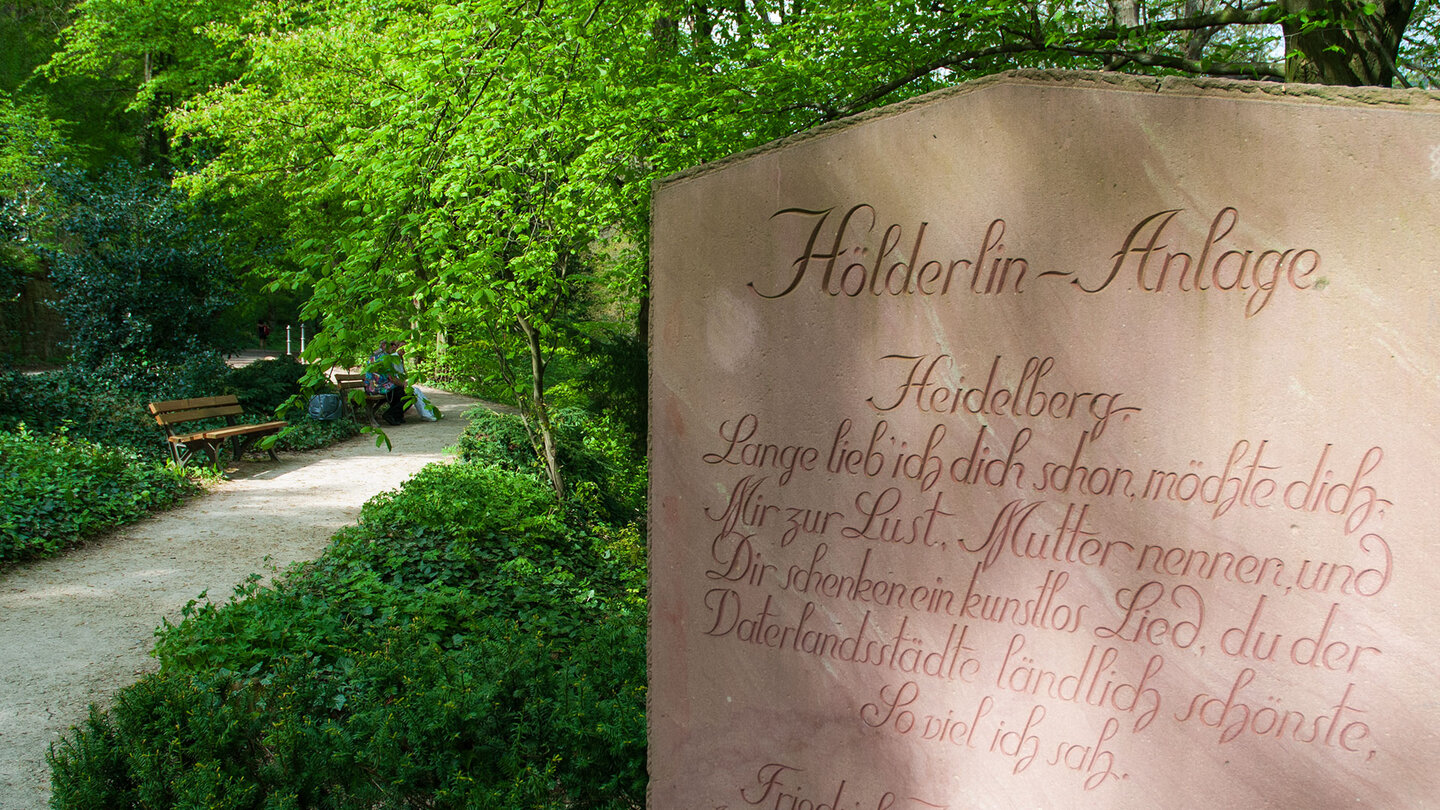 Hölderlin-Anlage
Heidelberg.
Lange lieb' ich dich schon, möchte dich,
Mir zur Lust, Mutter nennen, und
Dir schenken ein kunstlos Lied, du der
Vaterlandsstädte ländlich schönste,
So viel ich sah.
Friedrich